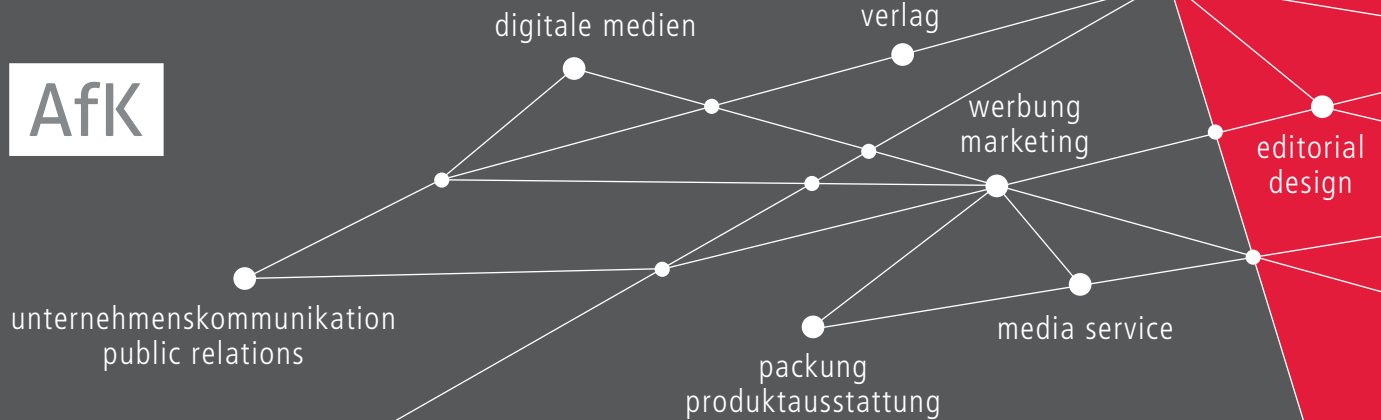 AfK
digitale medien
verlag
werbung
marketing
editorial
design
unternehmenskommunikation
public relations
media service
packung
produktausstattung